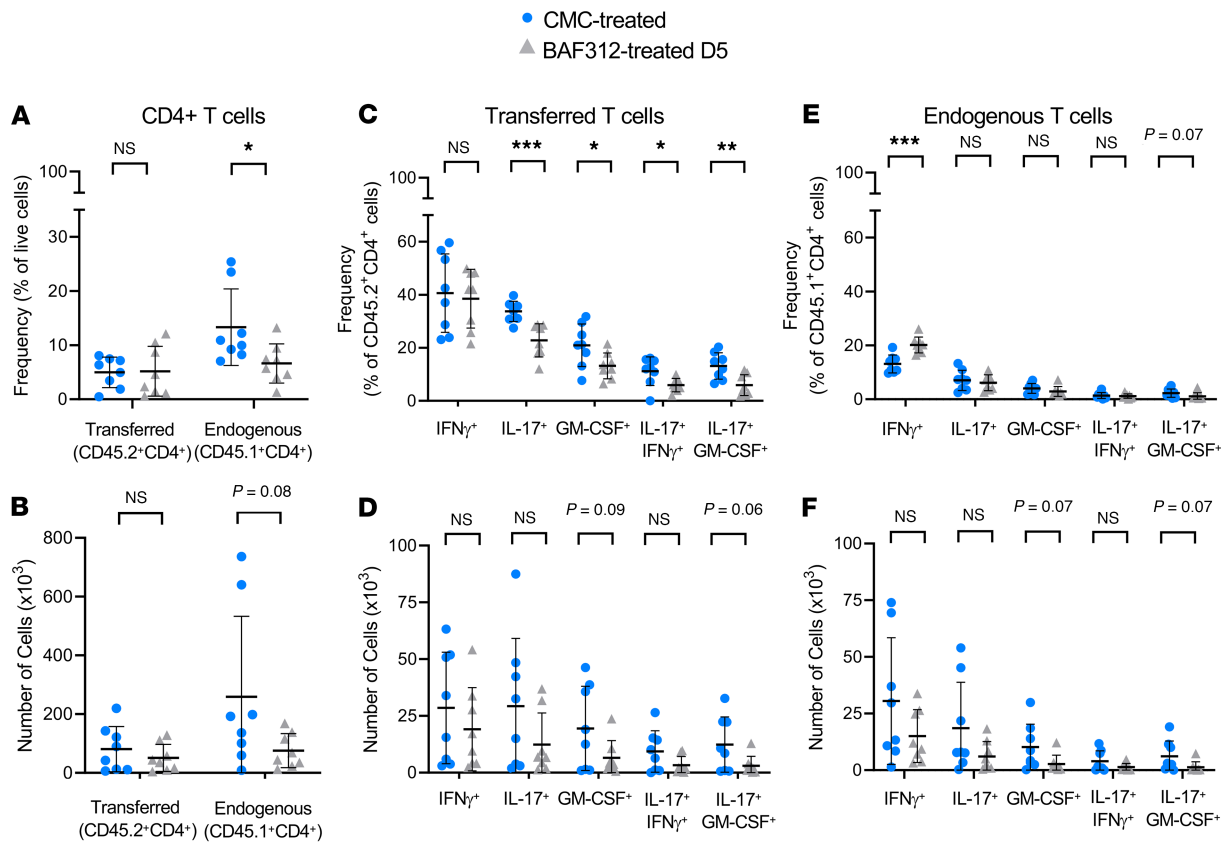 CMC-treated
BAF312-treated D5
A
CD4+ T cells
NS
*
Frequency (% of live cells)
100
30
20
10
0
Transferred
(CD45.2⁺CD4⁺)
Endogenous
(CD45.1⁺CD4⁺)
C
Transferred T cells
NS
***
*
*
**
Frequency
(% of CD45.2⁺CD4⁺ cells)
100
60
40
20
0
IFNγ⁺
IL-17⁺
GM-CSF⁺
IL-17⁺
IFNγ⁺
IL-17⁺
GM-CSF⁺
E
Endogenous T cells
***
NS
NS
NS
P = 0.07
Frequency
(% of CD45.1⁺CD4⁺ cells)
100
60
40
20
0
IFNγ⁺
IL-17⁺
GM-CSF⁺
IL-17⁺
IFNγ⁺
IL-17⁺
GM-CSF⁺
B
NS
P = 0.08
Number of Cells (x10³)
800
600
400
200
0
Transferred
(CD45.2⁺CD4⁺)
Endogenous
(CD45.1⁺CD4⁺)
D
NS
NS
P = 0.09
NS
P = 0.06
Number of Cells (x10³)
100
75
50
25
0
IFNγ⁺
IL-17⁺
GM-CSF⁺
IL-17⁺
IFNγ⁺
IL-17⁺
GM-CSF⁺
F
NS
NS
P = 0.07
NS
P = 0.07
Number of Cells (x10³)
100
75
50
25
0
IFNγ⁺
IL-17⁺
GM-CSF⁺
IL-17⁺
IFNγ⁺
IL-17⁺
GM-CSF⁺